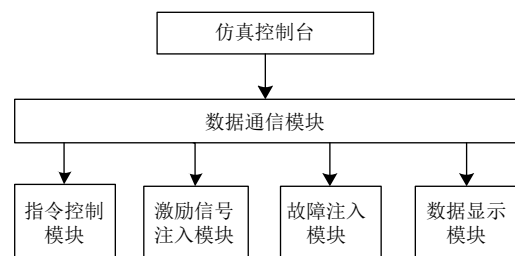 仿真控制台
数据通信模块
指令控制
模块
激励信号
注入模块
故障注入
模块
数据显示
模块